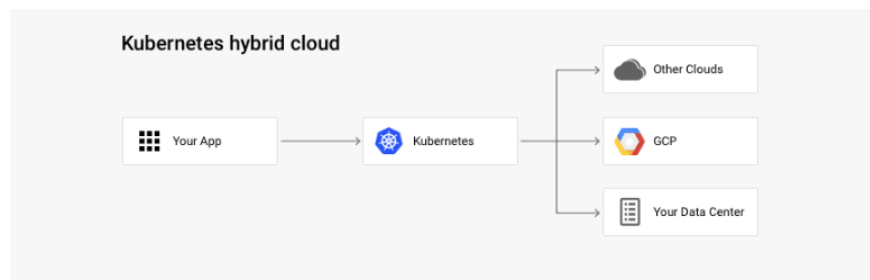 Kubernetes hybrid cloud
Your App
Kubernetes
Other Clouds
GCP
Your Data Center